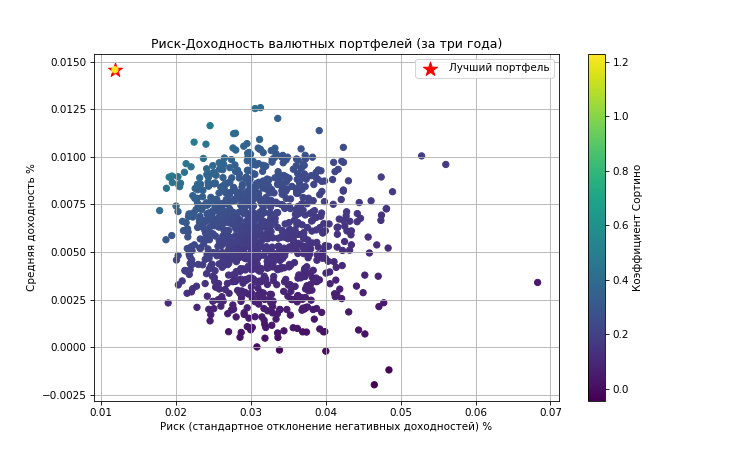 Риск-Доходность валютных портфелей (за три года)
Лучший портфель
0.0150
0.0125
0.0100
0.0075
0.0050
0.0025
0.0000
−0.0025
Средняя доходность %
0.01 0.02 0.03 0.04 0.05 0.06 0.07
Риск (стандартное отклонение негативных доходностей) %
1.2
1.0
0.8
0.6
0.4
0.2
0.0
Коэффициент Сортино